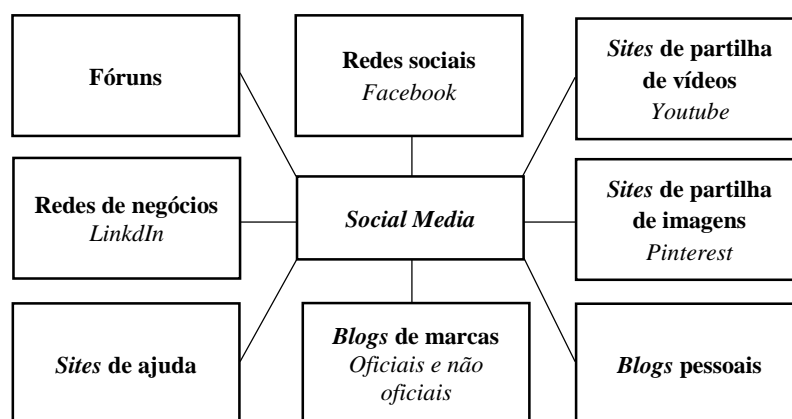 Fóruns
Redes sociais
Facebook
Sites de partilha
de vídeos
Youtube
Redes de negócios
LinkdIn
Social Media
Sites de partilha
de imagens
Pinterest
Sites de ajuda
Blogs de marcas
Oficiais e não
oficiais
Blogs pessoais